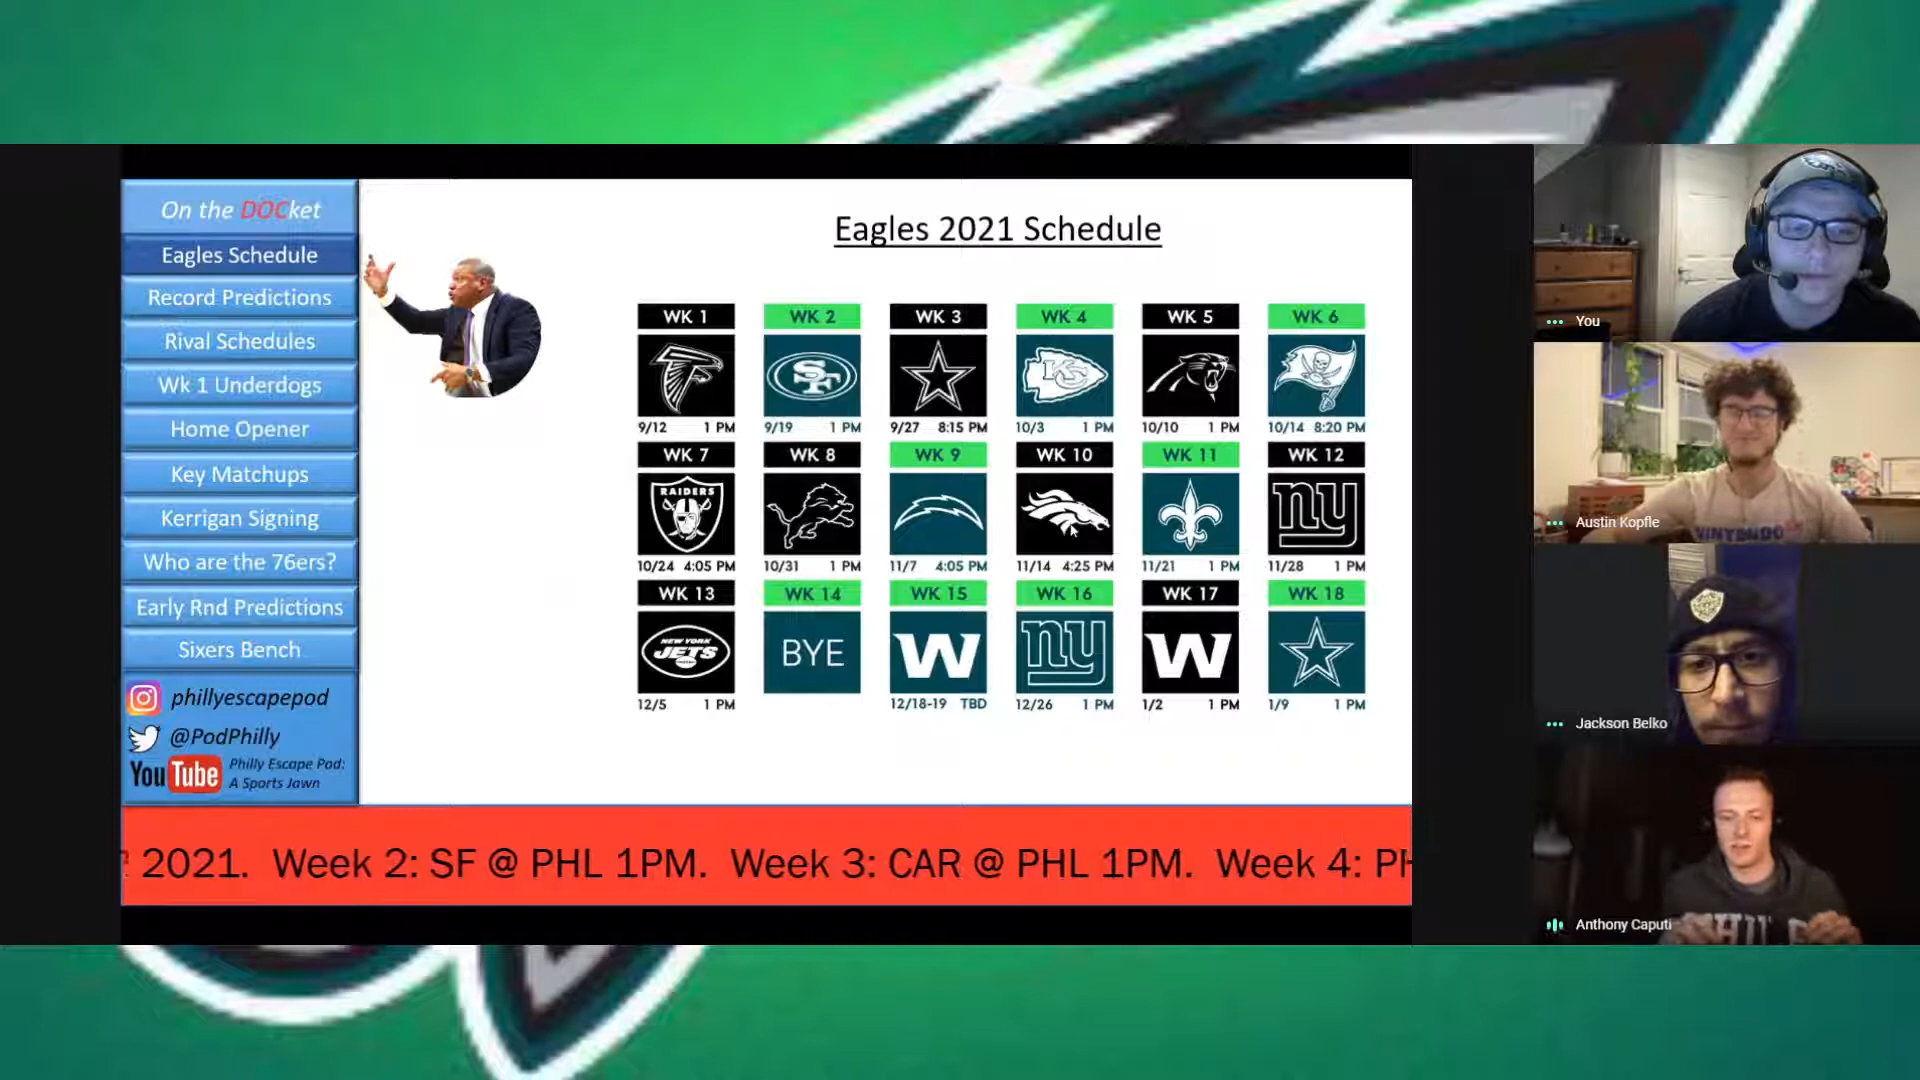 On the DOCket
Eagles Schedule
Record Predictions
Rival Schedules
Wk 1 Underdogs
Home Opener
Key Matchups
Kerrigan Signing
Who are the 76ers?
Early Rnd Predictions
Sixers Bench
phillyescapepod
@PodPhilly
YouTube
Philly Escape Pod:
A Sports Jawn
Eagles 2021 Schedule
WK 1 WK 2 WK 3 WK 4 WK 5 WK 6
SF KC
9/12 1 PM 9/19 1 PM 9/27 8:15 PM 10/3 1 PM 10/10 1 PM 10/14 8:20 PM
WK 7 WK 8 WK 9 WK 10 WK 11 WK 12
RAIDERS ny
10/24 4:05 PM 10/31 1 PM 11/7 4:05 PM 11/14 4:25 PM 11/21 1 PM 11/28 1 PM
WK 13 WK 14 WK 15 WK 16 WK 17 WK 18
NEW YORK JETS BYE W ny W
12/5 1 PM 12/18-19 TBD 12/26 1 PM 1/2 1 PM 1/9 1 PM
2021. Week 2: SF @ PHL 1PM. Week 3: CAR @ PHL 1PM. Week 4: PH
You
Austin Kopfle
VINTENDO
Jackson Belko
Anthony Caputi